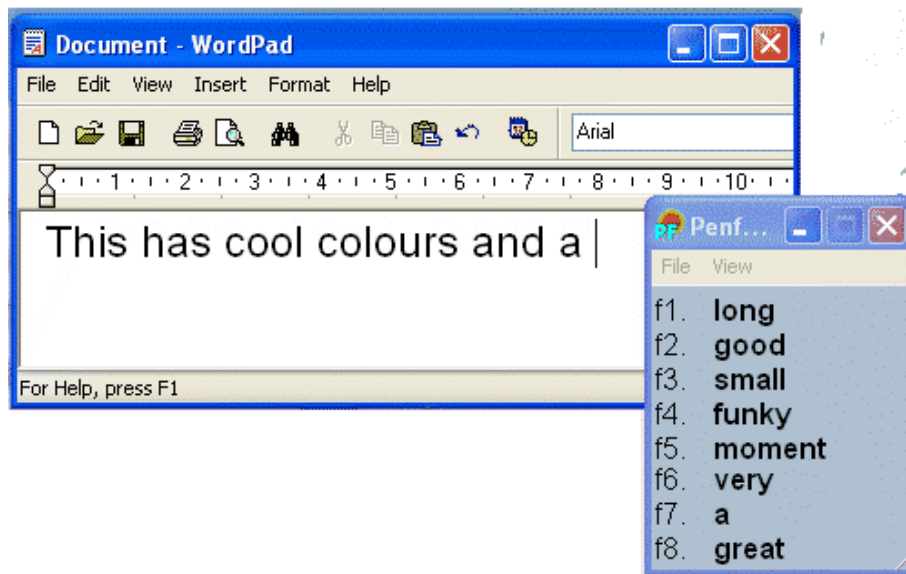 Document - WordPad
File Edit View Insert Format Help
Arial
1 2 3 4 5 6 7 8 9 10
This has cool colours and a
For Help, press F1
PF Penf...
File View
f1. long
f2. good
f3. small
f4. funky
f5. moment
f6. very
f7. a
f8. great